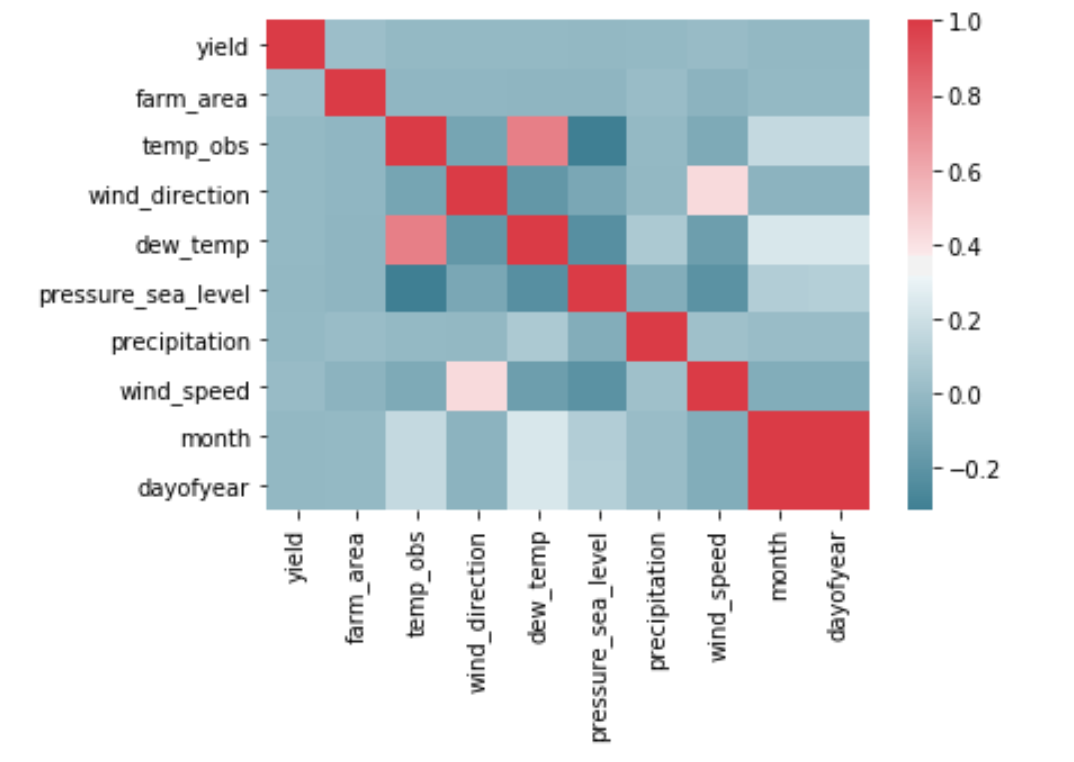 yield
farm_area
temp_obs
wind_direction
dew_temp
pressure_sea_level
precipitation
wind_speed
month
dayofyear
1.0
0.8
0.6
0.4
0.2
0.0
−0.2
yield
farm_area
temp_obs
wind_direction
dew_temp
pressure_sea_level
precipitation
wind_speed
month
dayofyear